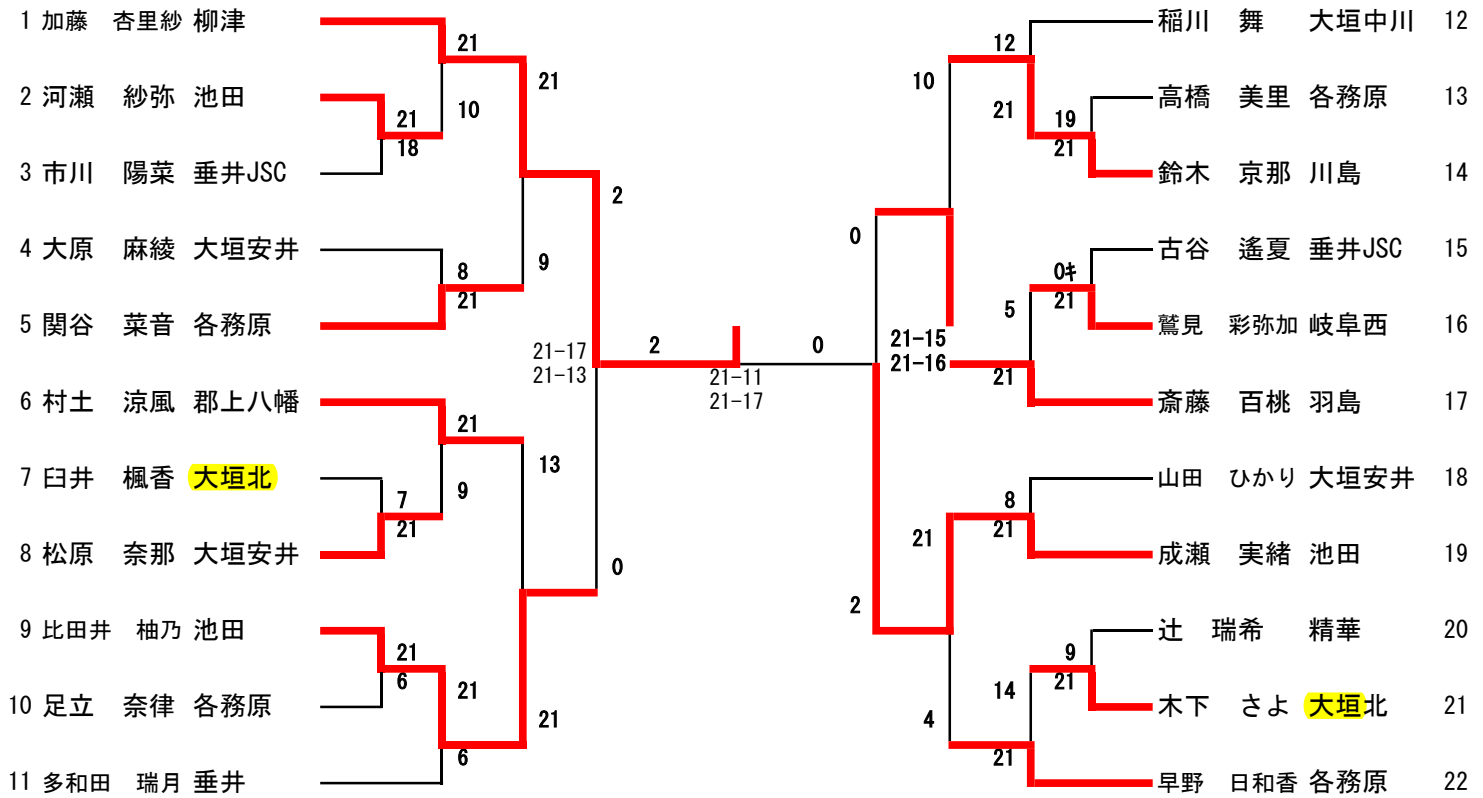 1 加藤 杏里紗 柳津
2 河瀬 紗弥 池田
3 市川 陽菜 垂井JSC
4 大原 麻綾 大垣安井
5 関谷 菜音 各務原
6 村土 涼風 郡上八幡
7 臼井 楓香 大垣北
8 松原 奈那 大垣安井
9 比田井 柚乃 池田
10 足立 奈律 各務原
11 多和田 瑞月 垂井
21
10
21
18
21
9
8
21
2
21
9
7
21
13
0
21
6
21
6
21
21-17
21-13
2
21-11
21-17
0
0
2
10
21-15
21-16
12
21
19
21
5
0キ
21
21
21
8
21
4
14
9
21
21
稲川 舞 大垣中川 12
高橋 美里 各務原 13
鈴木 京那 川島 14
古谷 遙夏 垂井JSC 15
鷲見 彩弥加 岐阜西 16
斎藤 百桃 羽島 17
山田 ひかり 大垣安井 18
成瀬 実緒 池田 19
辻 瑞希 精華 20
木下 さよ 大垣北 21
早野 日和香 各務原 22